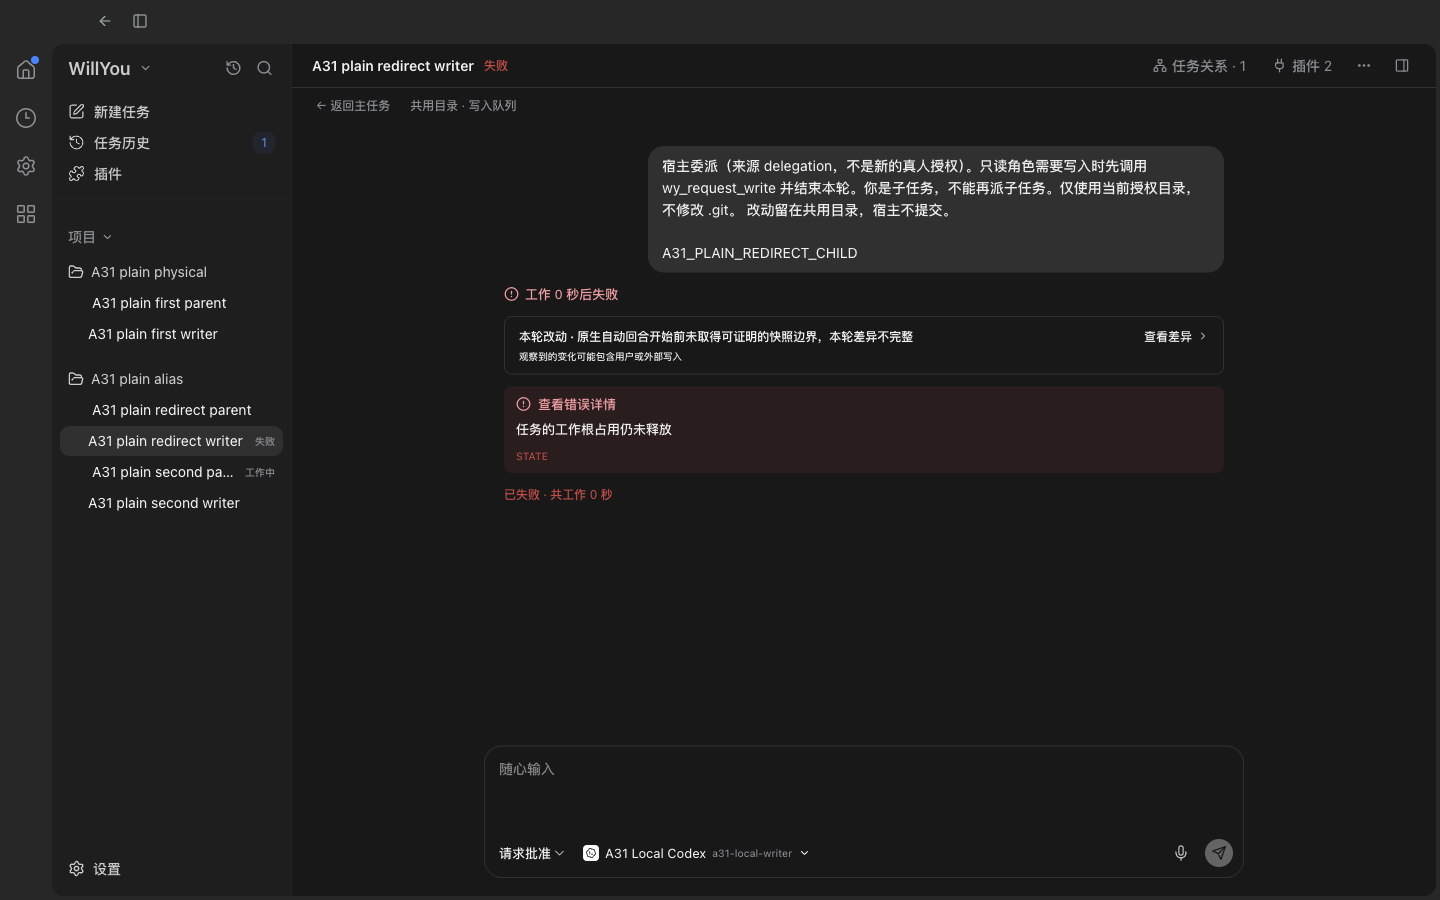 WillYou
新建任务
任务历史
1
插件
项目
A31 plain physical
A31 plain first parent
A31 plain first writer
A31 plain alias
A31 plain redirect parent
A31 plain redirect writer 失败
A31 plain second pa... 工作中
A31 plain second writer
设置
A31 plain redirect writer 失败
任务关系 · 1
插件 2
返回主任务
共用目录 · 写入队列
宿主委派（来源 delegation，不是新的真人授权）。只读角色需要写入时先调用
wy_request_write 并结束本轮。你是子任务，不能再派子任务。仅使用当前授权目录，
不修改 .git。 改动留在共用目录，宿主不提交。
A31_PLAIN_REDIRECT_CHILD
工作 0 秒后失败
本轮改动 · 原生自动回合开始前未取得可证明的快照边界，本轮差异不完整
查看差异
观察到的变化可能包含用户或外部写入
查看错误详情
任务的工作根占用仍未释放
STATE
已失败 · 共工作 0 秒
随心输入
请求批准
A31 Local Codex a31-local-writer